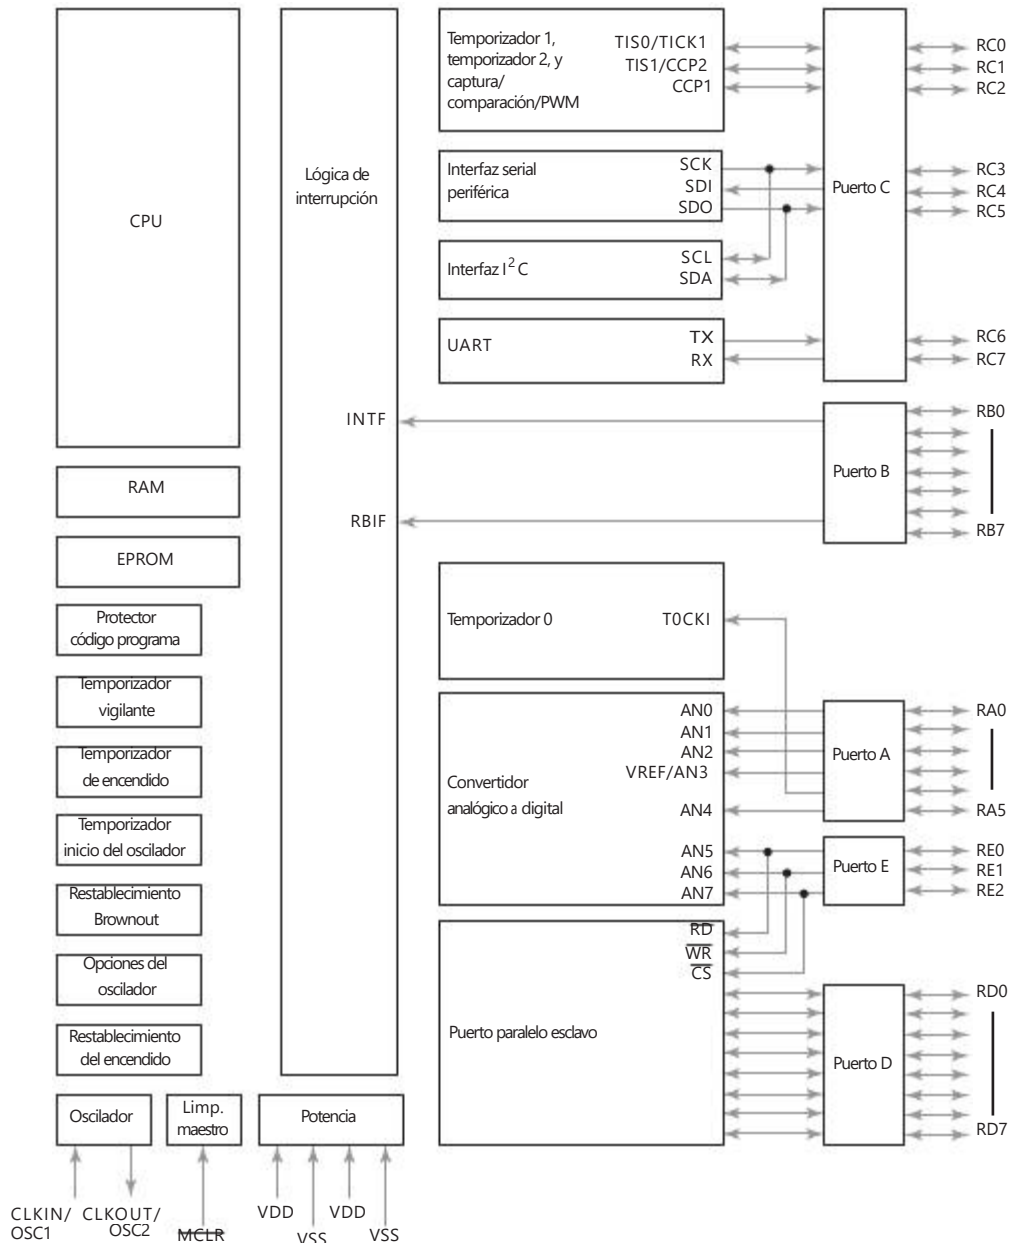 CPU
RAM
EPROM
Protector
código programa
Temporizador
vigilante
Temporizador
de encendido
Temporizador
inicio del oscilador
Restablecimiento
Brownout
Opciones del
oscilador
Restablecimiento
del encendido
Oscilador
Limp.
maestro
Potencia
CLKIN/
OSC1
CLKOUT/
OSC2
MCLR
VDD
VSS
VDD
VSS
Lógica de
interrupción
INTF
RBIF
Temporizador 1,
temporizador 2, y
captura/
comparación/PWM
TIS0/TICK1
TIS1/CCP2
CCP1
Interfaz serial
periférica
SCK
SDI
SDO
Interfaz I2C
SCL
SDA
UART
TX
RX
Puerto C
RC0
RC1
RC2
RC3
RC4
RC5
RC6
RC7
Puerto B
RB0
RB7
Temporizador 0
T0CKI
Convertidor
analógico a digital
AN0
AN1
AN2
VREF/AN3
AN4
AN5
AN6
AN7
Puerto A
RA0
RA5
Puerto E
RE0
RE1
RE2
Puerto paralelo esclavo
RD
WR
CS
Puerto D
RD0
RD7